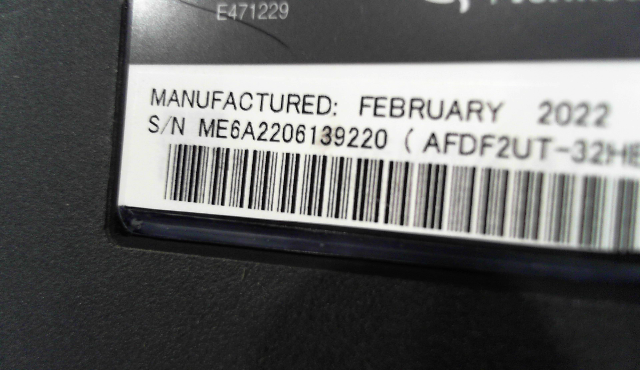 E471229
MANUFACTURED: FEBRUARY 2022
S/N ME6A2206139220 ( AFDF2UT-32HE